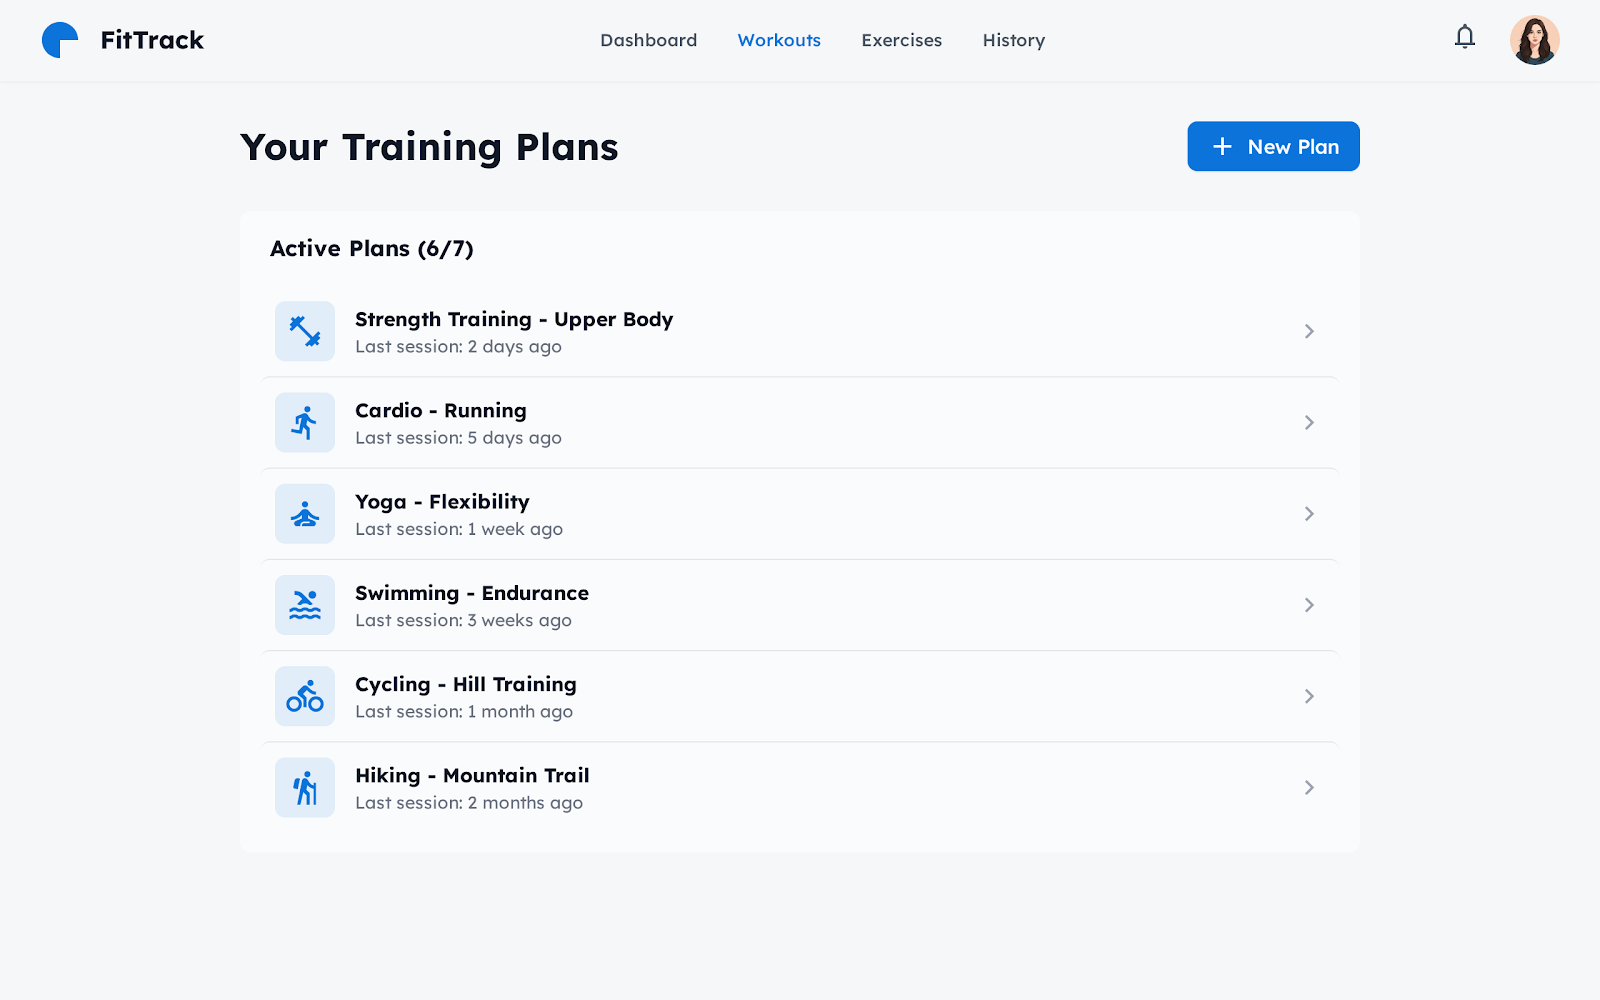 FitTrack
Dashboard
Workouts
Exercises
History
Your Training Plans
New Plan
Active Plans (6/7)
Strength Training - Upper Body
Last session: 2 days ago
Cardio - Running
Last session: 5 days ago
Yoga - Flexibility
Last session: 1 week ago
Swimming - Endurance
Last session: 3 weeks ago
Cycling - Hill Training
Last session: 1 month ago
Hiking - Mountain Trail
Last session: 2 months ago